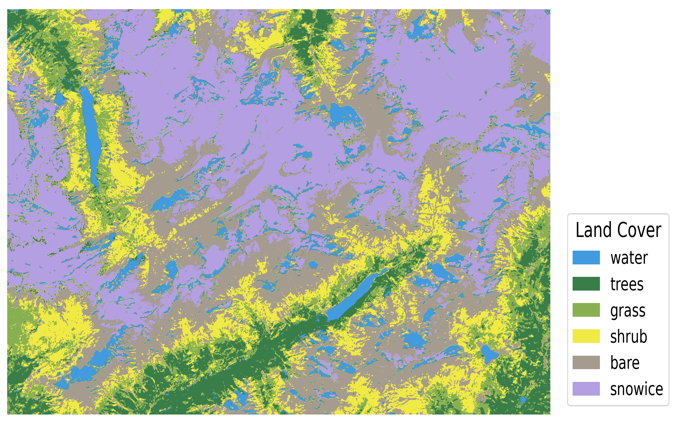 Land Cover
water
trees
grass
shrub
bare
snowice